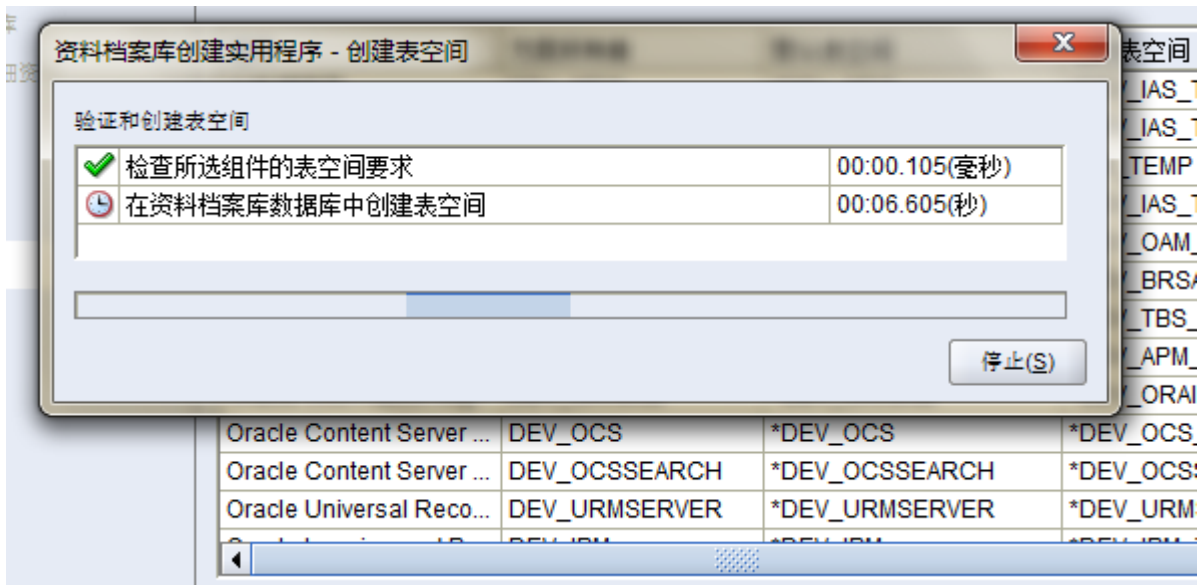 资料档案库创建实用程序 - 创建表空间
表空间
验证和创建表空间
_IAS_T
_IAS_T
检查所选组件的表空间要求 00:00.105(毫秒)
_TEMP
在资料档案库数据库中创建表空间 00:06.605(秒)
_IAS_T
_OAM_
_BRSA
_TBS_
停止(S)
_APM_
_ORAI
Oracle Content Server ... DEV_OCS *DEV_OCS *DEV_OCS_
Oracle Content Server ... DEV_OCSSEARCH *DEV_OCSSEARCH *DEV_OCSS
Oracle Universal Reco... DEV_URMSERVER *DEV_URMSERVER *DEV_URM